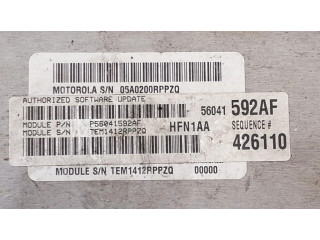 MOTOROLA S/N 05A0200RPPZQ
AUTHORIZED SOFTWARE UPDATE
56041 592AF
MODULE P/N P56041592AF
HFN1AA SEQUENCE #
MODULE S/N TEM1412RPPZQ
426110
MODULE S/N TEM1412RPPZQ 00000